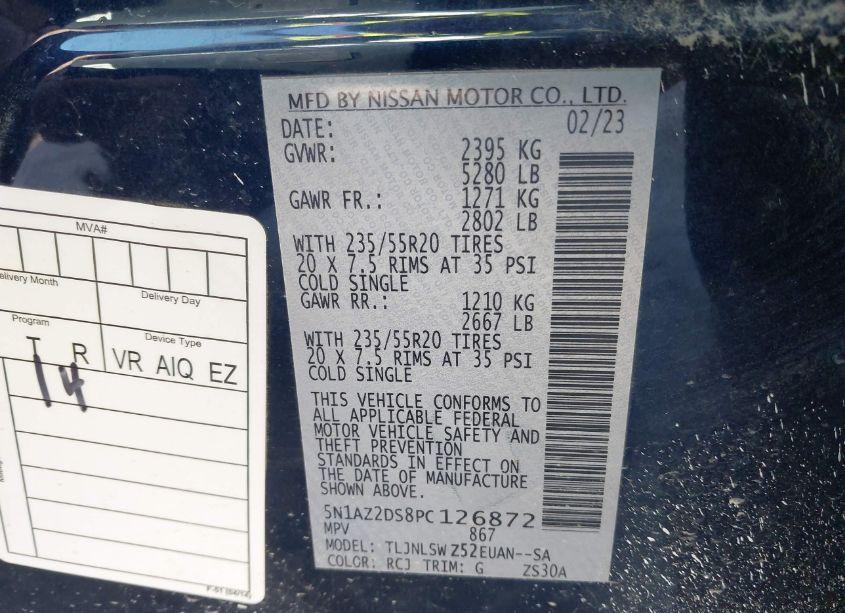 MFD BY NISSAN MOTOR CO., LTD.
DATE: 02/23
GVWR: 2395 KG
5280 LB
GAWR FR.: 1271 KG
2802 LB
WITH 235/55R20 TIRES
20 X 7.5 RIMS AT 35 PSI
COLD SINGLE
GAWR RR.: 1210 KG
2667 LB
WITH 235/55R20 TIRES
20 X 7.5 RIMS AT 35 PSI
COLD SINGLE
THIS VEHICLE CONFORMS TO
ALL APPLICABLE FEDERAL
MOTOR VEHICLE SAFETY AND
THEFT PREVENTION
STANDARDS IN EFFECT ON
THE DATE OF MANUFACTURE
SHOWN ABOVE.
5N1AZ2DS8PC126872
MPV 867
MODEL: TLJNLSWZ52EUAN--SA
COLOR: RCJ TRIM: G ZS30A
MVA#
Delivery Month
Delivery Day
Program
Device Type
T R
VR AIQ EZ
14
F-51 (04/14)